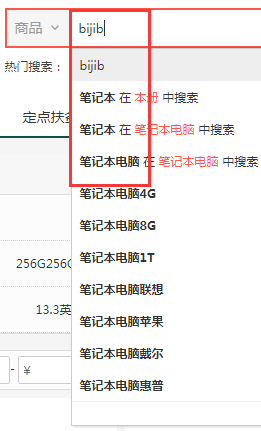 商品 bijib
热门搜索： bijib
笔记本 在 本册 中搜索
定点扶贫 笔记本 在 笔记本电脑 中搜索
笔记本电脑 在 笔记本电脑 中搜索
笔记本电脑4G
笔记本电脑8G
256G256G 笔记本电脑1T
笔记本电脑联想
13.3英 笔记本电脑苹果
笔记本电脑戴尔
- ¥ 笔记本电脑惠普